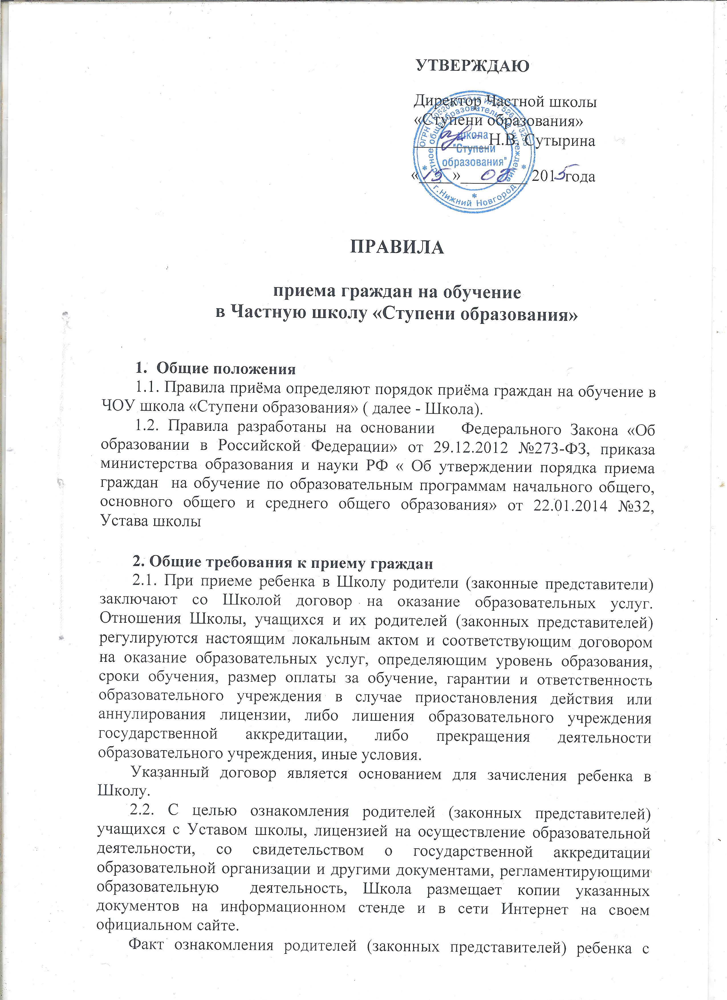 УТВЕРЖДАЮ
Директор Частной школы
«Ступени образования»
Н.В. Сутырина
«15» 2015 года
общеобразовательное учреждение
школа
"Ступени
образования"
г.Нижний Новгород
ПРАВИЛА
приема граждан на обучение
в Частную школу «Ступени образования»
1. Общие положения
1.1. Правила приёма определяют порядок приёма граждан на обучение в
ЧОУ школа «Ступени образования» ( далее - Школа).
1.2. Правила разработаны на основании Федерального Закона «Об
образовании в Российской Федерации» от 29.12.2012 №273-ФЗ, приказа
министерства образования и науки РФ « Об утверждении порядка приема
граждан на обучение по образовательным программам начального общего,
основного общего и среднего общего образования» от 22.01.2014 №32,
Устава школы
2. Общие требования к приему граждан
2.1. При приеме ребенка в Школу родители (законные представители)
заключают со Школой договор на оказание образовательных услуг.
Отношения Школы, учащихся и их родителей (законных представителей)
регулируются настоящим локальным актом и соответствующим договором
на оказание образовательных услуг, определяющим уровень образования,
сроки обучения, размер оплаты за обучение, гарантии и ответственность
образовательного учреждения в случае приостановления действия или
аннулирования лицензии, либо лишения образовательного учреждения
государственной аккредитации, либо прекращения деятельности
образовательного учреждения, иные условия.
Указанный договор является основанием для зачисления ребенка в
Школу.
2.2. С целью ознакомления родителей (законных представителей)
учащихся с Уставом школы, лицензией на осуществление образовательной
деятельности, со свидетельством о государственной аккредитации
образовательной организации и другими документами, регламентирующими
образовательную деятельность, Школа размещает копии указанных
документов на информационном стенде и в сети Интернет на своем
официальном сайте.
Факт ознакомления родителей (законных представителей) ребенка с